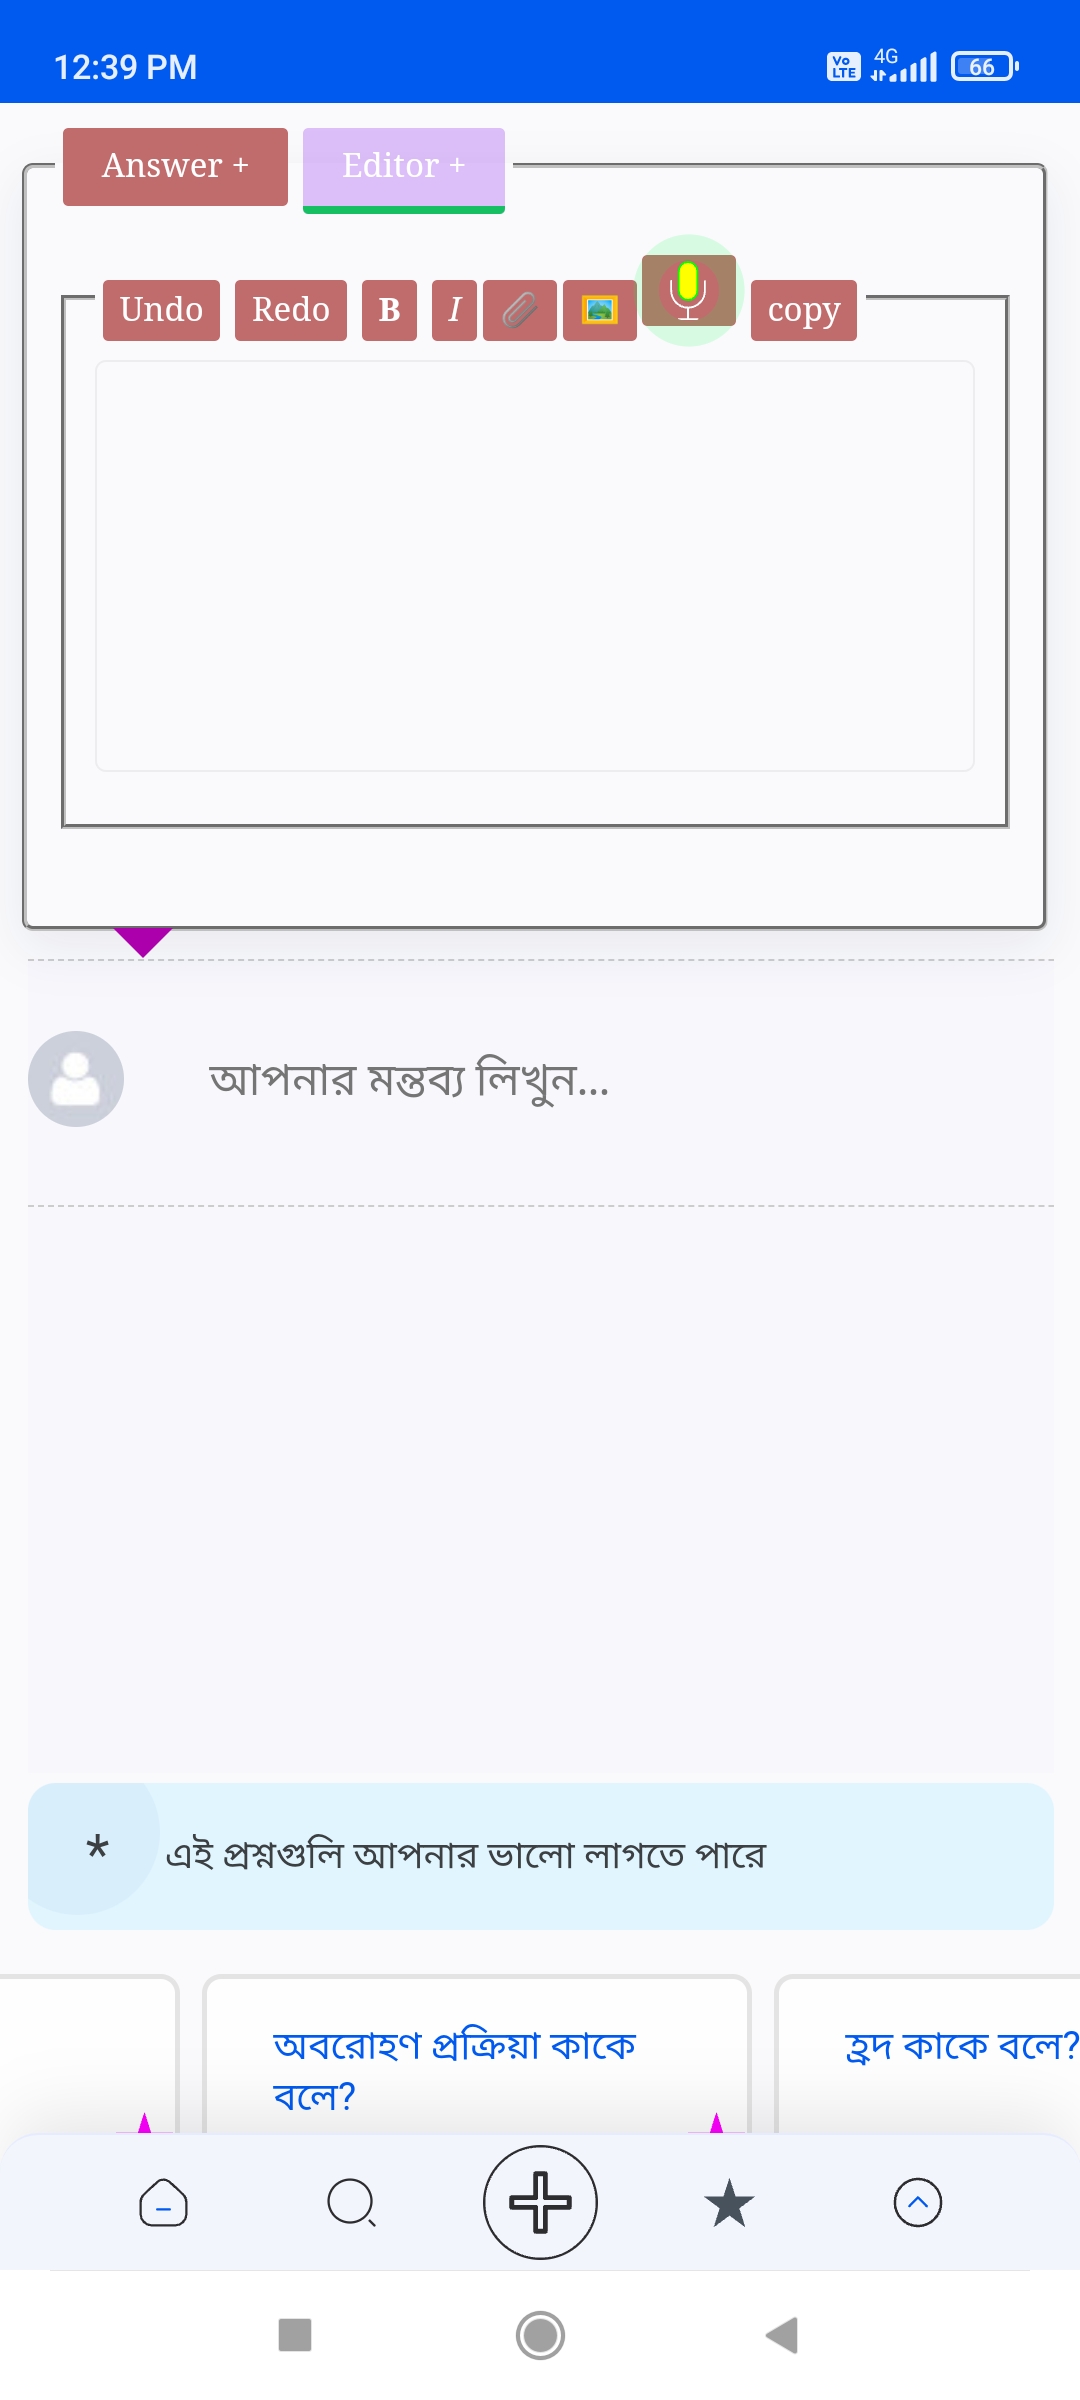 12:39 PM
Vo LTE 4G 66
Answer + Editor +
Undo Redo B I copy
আপনার মন্তব্য লিখুন...
* এই প্রশ্নগুলি আপনার ভালো লাগতে পারে
অবরোহণ প্রক্রিয়া কাকে
বলে?
হ্রদ কাকে বলে?